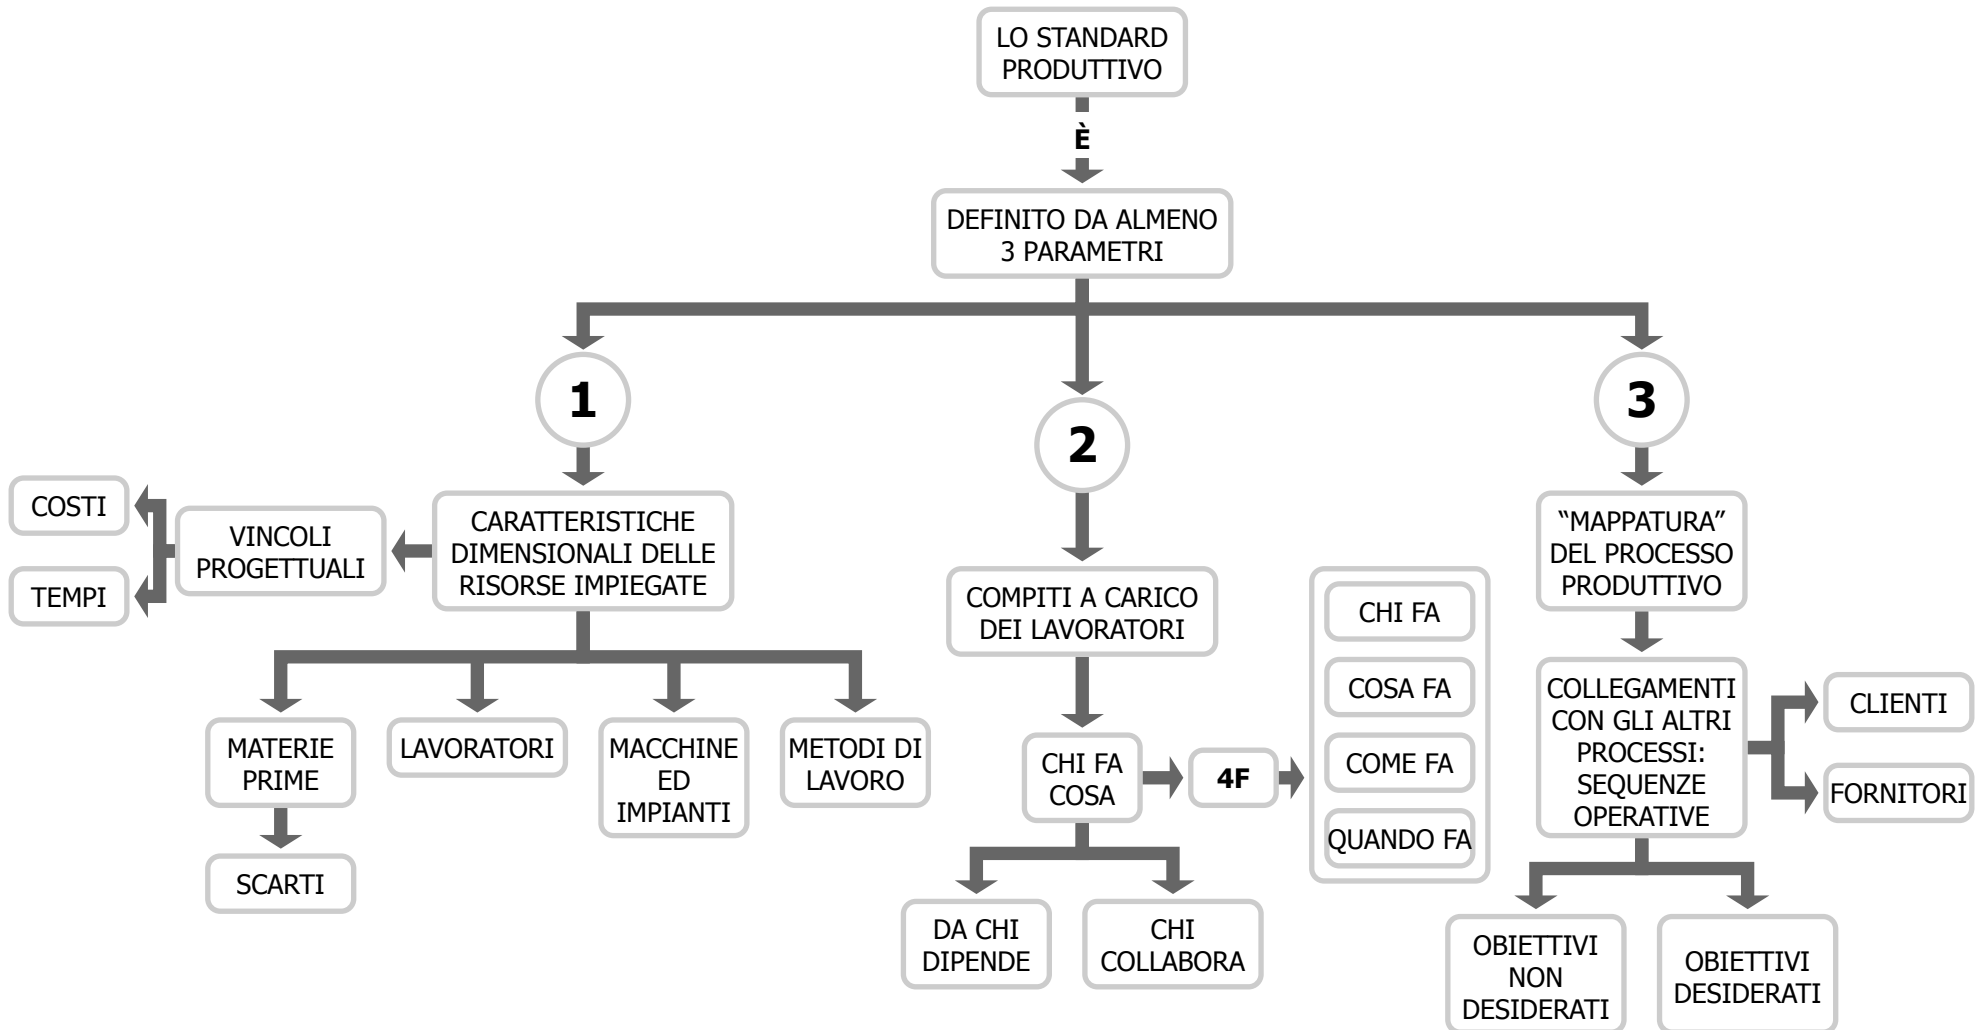 LO STANDARD
PRODUTTIVO
È
DEFINITO DA ALMENO
3 PARAMETRI
1
CARATTERISTICHE
DIMENSIONALI DELLE
RISORSE IMPIEGATE
VINCOLI
PROGETTUALI
COSTI
TEMPI
MATERIE
PRIME
SCARTI
LAVORATORI
MACCHINE
ED
IMPIANTI
METODI DI
LAVORO
2
COMPITI A CARICO
DEI LAVORATORI
CHI FA
COSA
4F
CHI FA
COSA FA
COME FA
QUANDO FA
DA CHI
DIPENDE
CHI
COLLABORA
3
“MAPPATURA”
DEL PROCESSO
PRODUTTIVO
COLLEGAMENTI
CON GLI ALTRI
PROCESSI:
SEQUENZE
OPERATIVE
CLIENTI
FORNITORI
OBIETTIVI
NON
DESIDERATI
OBIETTIVI
DESIDERATI